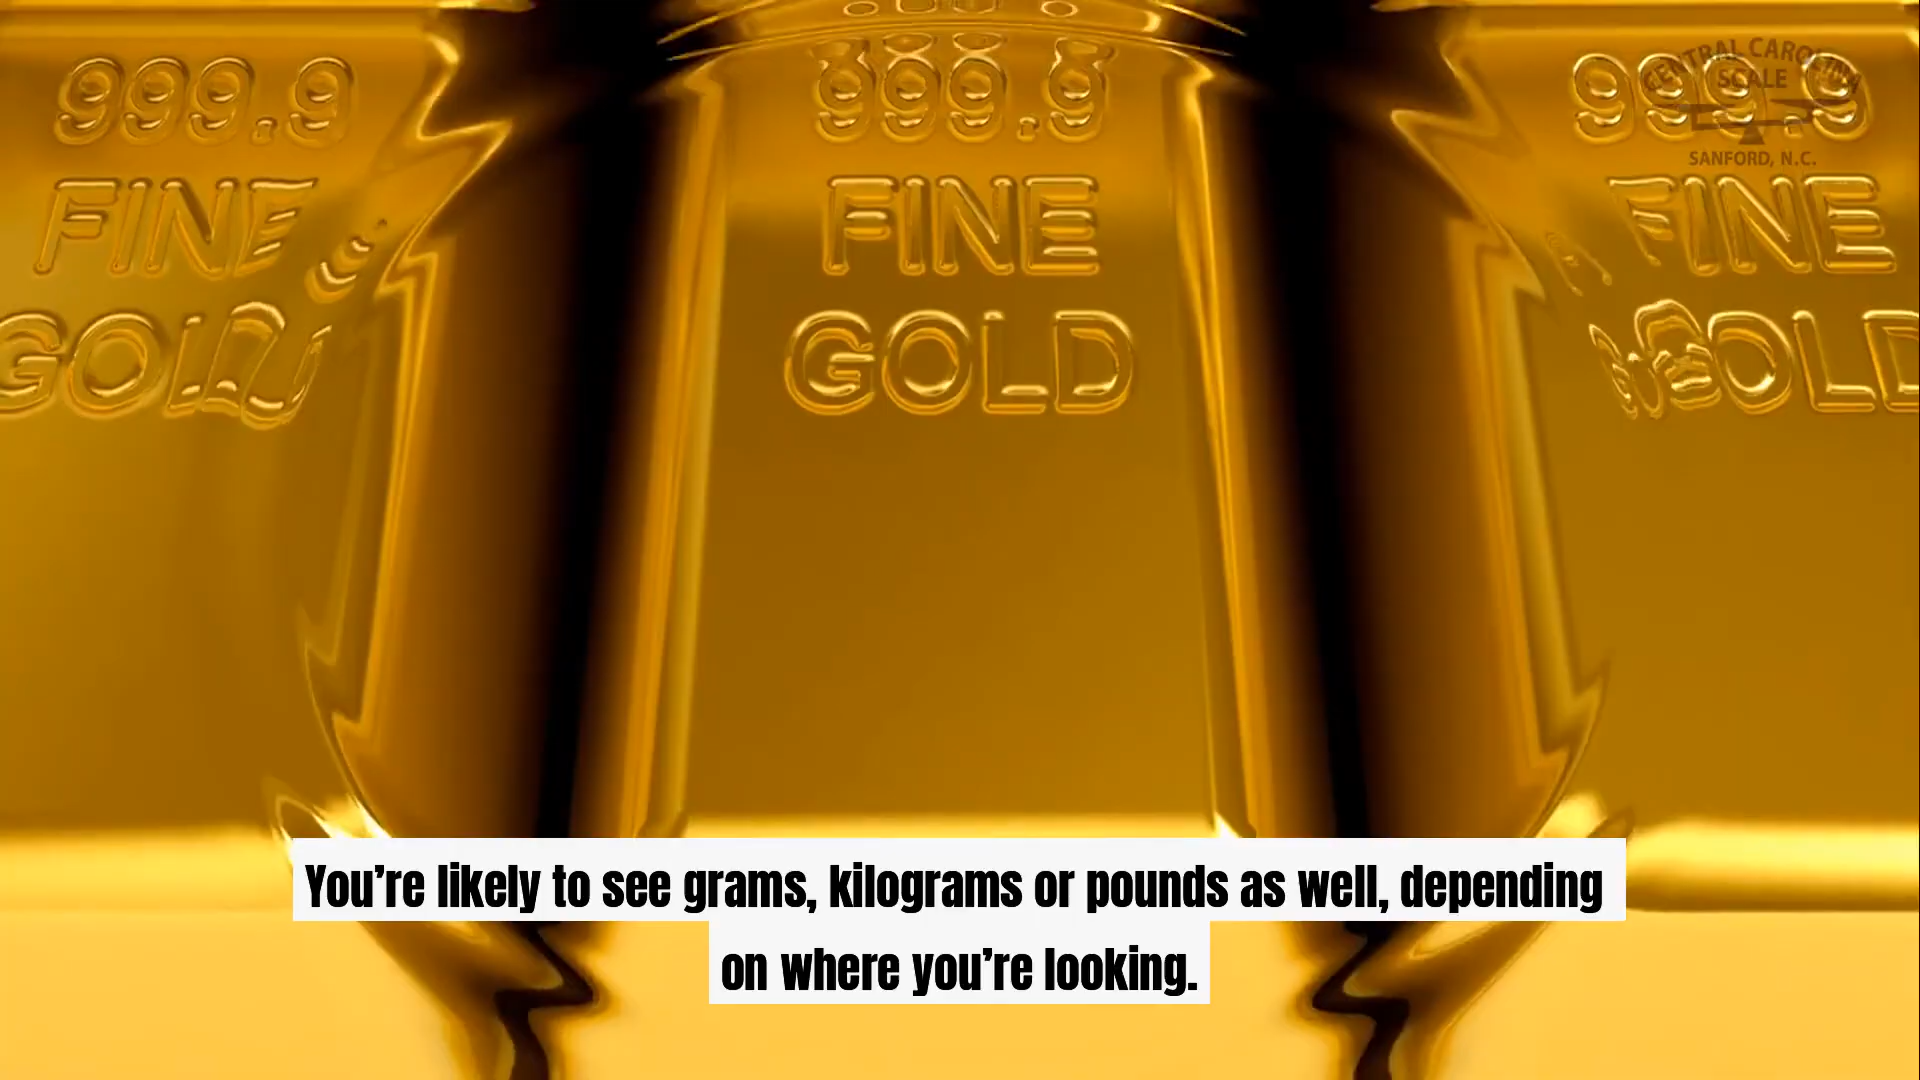 999.9
999.9
999.9
CENTRAL CAROLINA
SCALE
SANFORD, N.C.
FINE
FINE
FINE
GOLD
GOLD
You're likely to see grams, kilograms or pounds as well, depending
on where you're looking.